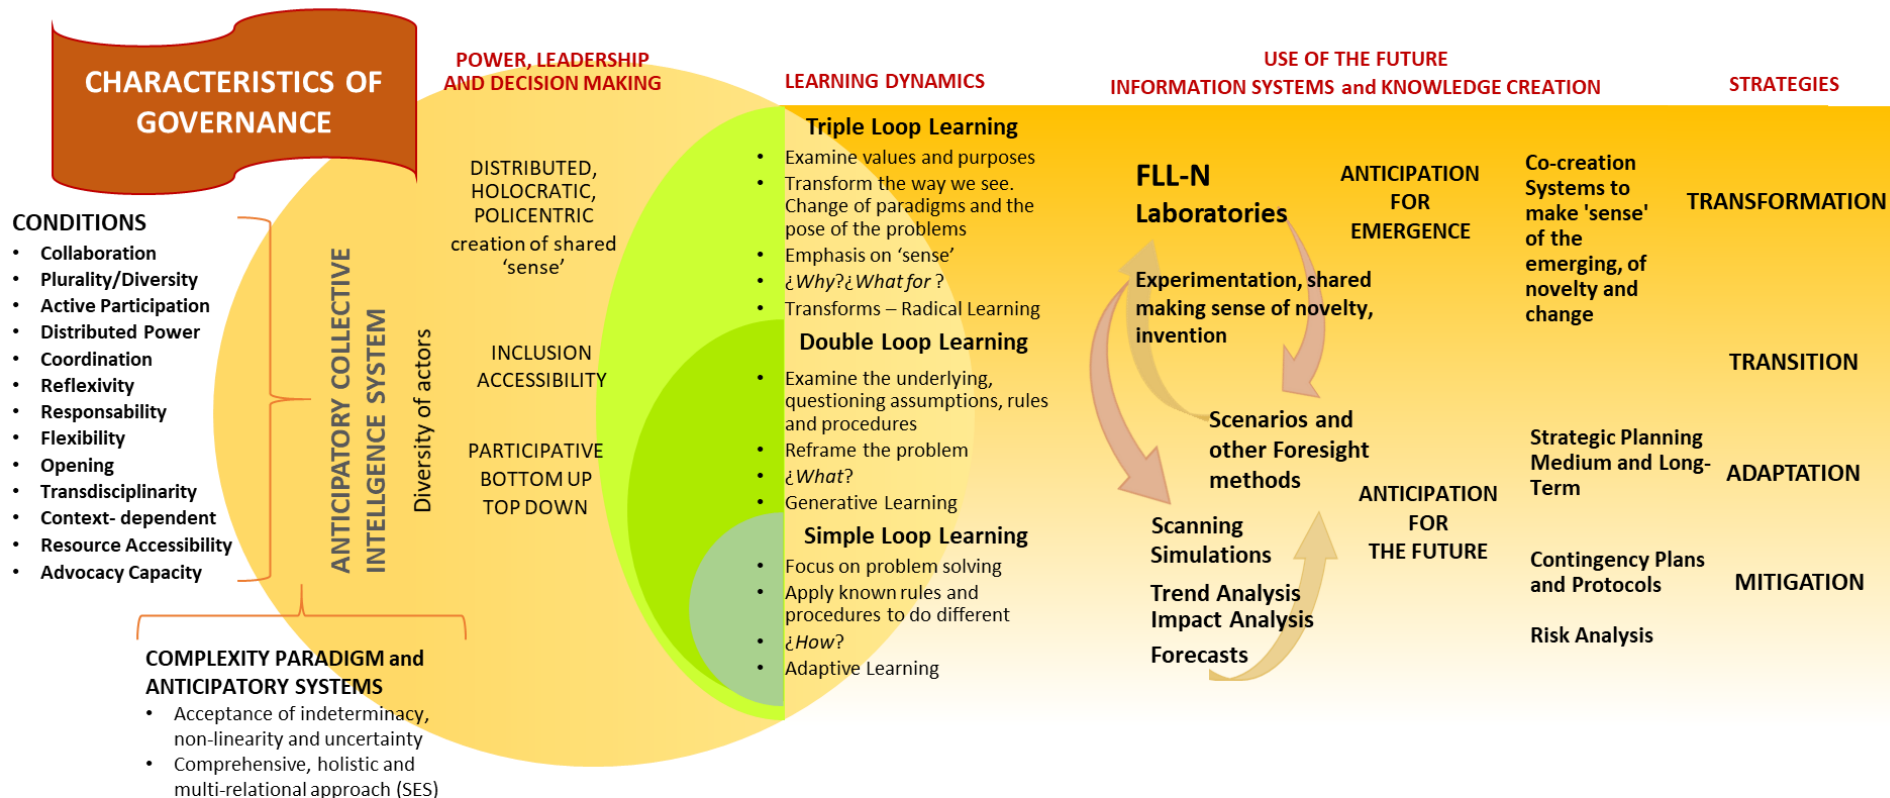 CHARACTERISTICS OF
GOVERNANCE
CONDITIONS
• Collaboration
• Plurality/Diversity
• Active Participation
• Distributed Power
• Coordination
• Reflexivity
• Responsability
• Flexibility
• Opening
• Transdisciplinarity
• Context- dependent
• Resource Accessibility
• Advocacy Capacity
COMPLEXITY PARADIGM and
ANTICIPATORY SYSTEMS
• Acceptance of indeterminacy,
non-linearity and uncertainty
• Comprehensive, holistic and
multi-relational approach (SES)
ANTICIPATORY COLLECTIVE
INTELLGENCE SYSTEM
Diversity of actors
POWER, LEADERSHIP
AND DECISION MAKING
DISTRIBUTED,
HOLOCRATIC,
POLICENTRIC
creation of shared
‘sense’
INCLUSION
ACCESSIBILITY
PARTICIPATIVE
BOTTOM UP
TOP DOWN
LEARNING DYNAMICS
Triple Loop Learning
• Examine values and purposes
• Transform the way we see.
Change of paradigms and the
pose of the problems
• Emphasis on ‘sense’
• ¿Why?¿What for ?
• Transforms – Radical Learning
Double Loop Learning
• Examine the underlying,
questioning assumptions, rules
and procedures
• Reframe the problem
• ¿What?
• Generative Learning
Simple Loop Learning
• Focus on problem solving
• Apply known rules and
procedures to do different
• ¿How?
• Adaptive Learning
USE OF THE FUTURE
INFORMATION SYSTEMS and KNOWLEDGE CREATION
FLL-N
Laboratories
Experimentation, shared
making sense of novelty,
invention
Scenarios and
other Foresight
methods
Scanning
Simulations
Trend Analysis
Impact Analysis
Forecasts
ANTICIPATION
FOR
EMERGENCE
ANTICIPATION
FOR
THE FUTURE
Co-creation
Systems to
make 'sense'
of the
emerging, of
novelty and
change
Strategic Planning
Medium and Long-
Term
Contingency Plans
and Protocols
Risk Analysis
STRATEGIES
TRANSFORMATION
TRANSITION
ADAPTATION
MITIGATION